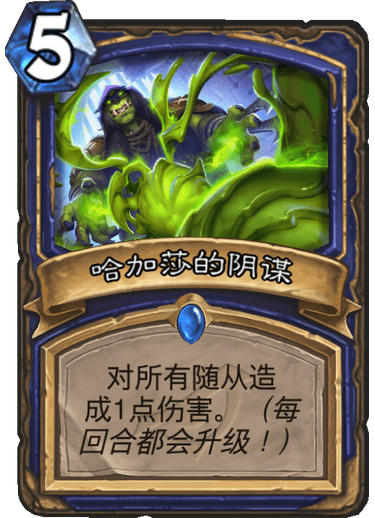 5
哈加莎的阴谋
对所有随从造
成1点伤害。（每
回合都会升级！）